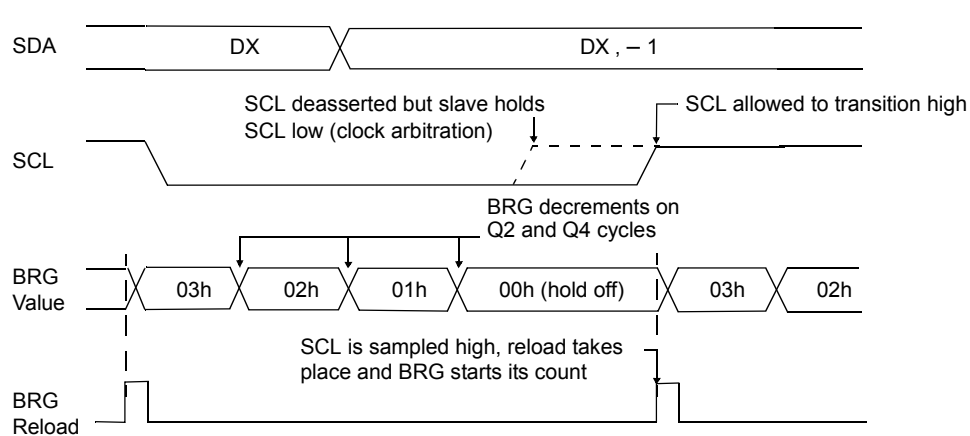 SDA
DX
DX , – 1
SCL deasserted but slave holds
SCL low (clock arbitration)
SCL allowed to transition high
SCL
BRG decrements on
Q2 and Q4 cycles
BRG
Value
03h
02h
01h
00h (hold off)
03h
02h
SCL is sampled high, reload takes
place and BRG starts its count
BRG
Reload